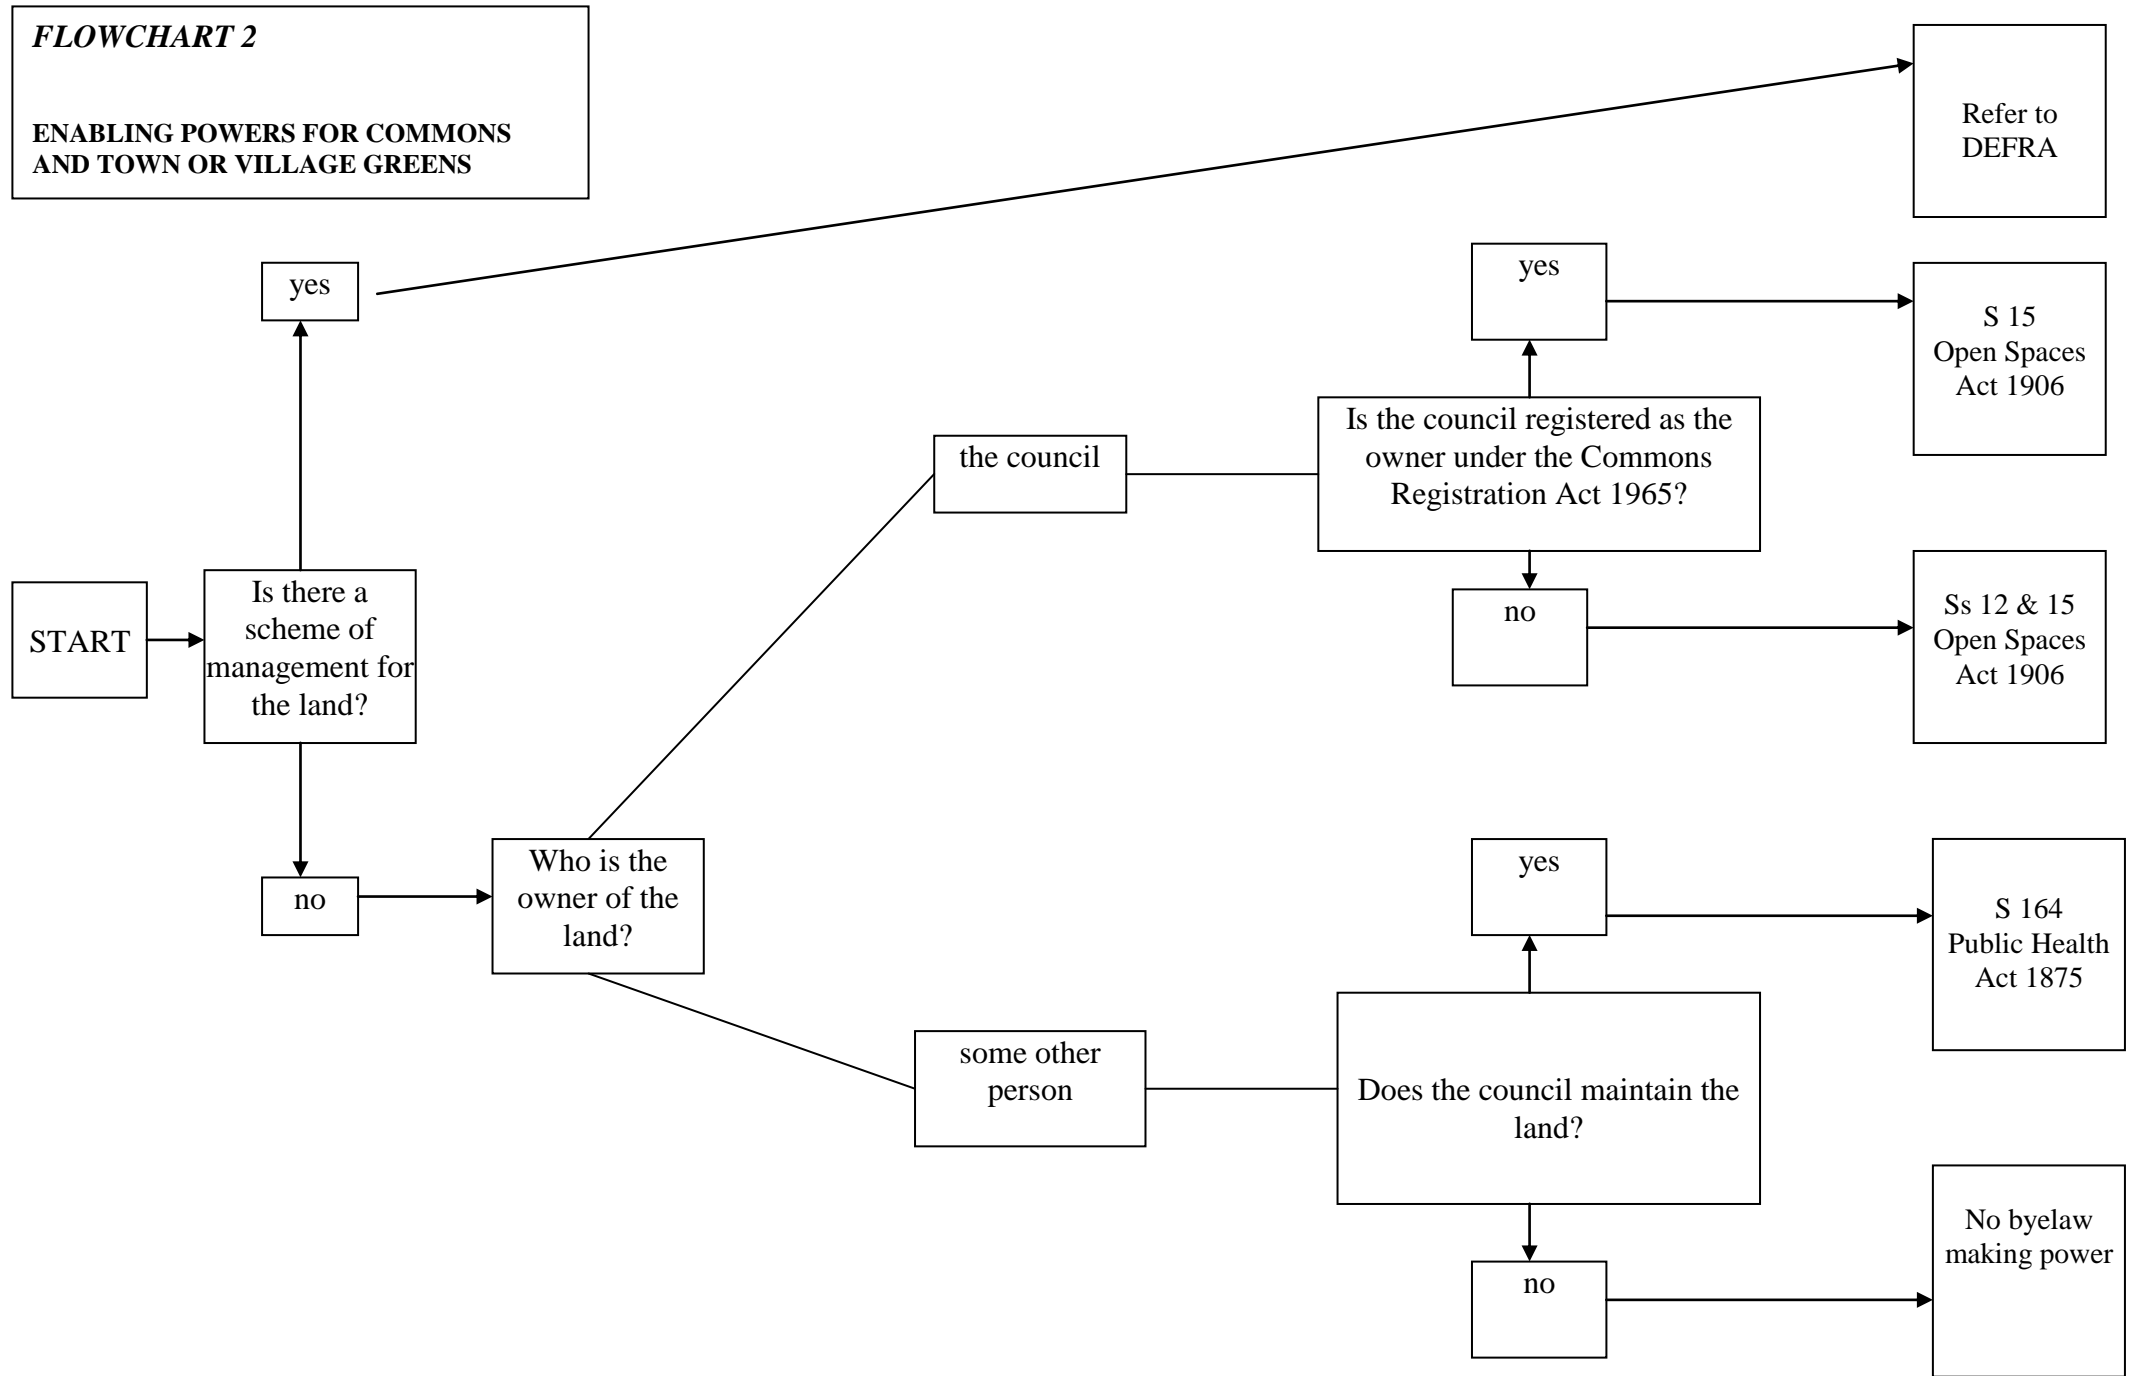 FLOWCHART 2
ENABLING POWERS FOR COMMONS
AND TOWN OR VILLAGE GREENS
Refer to
DEFRA
yes
yes
S 15
Open Spaces
Act 1906
Is the council registered as the
owner under the Commons
Registration Act 1965?
the council
START
Is there a
scheme of
management for
the land?
no
Ss 12 & 15
Open Spaces
Act 1906
no
Who is the
owner of the
land?
yes
S 164
Public Health
Act 1875
some other
person
Does the council maintain the
land?
no
No byelaw
making power